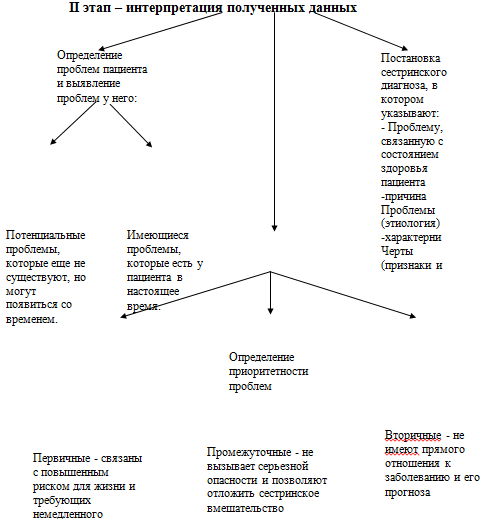 II этап – интерпретация полученных данных
Определение
проблем пациента
и выявление
проблем у него:
Постановка
сестринского
диагноза, в
котором
указывают:
- Проблему,
связанную с
состоянием
здоровья
пациента
-причина
Проблемы
(этиология)
-характерни
Черты
(признаки и
Потенциальные
проблемы,
которые еще не
существуют, но
могут
появиться со
временем.
Имеющиеся
проблемы,
которые есть у
пациента в
настоящее
время.
Определение
приоритетности
проблем
Первичные - связаны
с повышенным
риском для жизни и
требующих
немедленного
Промежуточные - не
вызывает серьезной
опасности и позволяют
отложить сестринское
вмешательство
Вторичные - не
имеют прямого
отношения к
заболеванию и его
прогноза